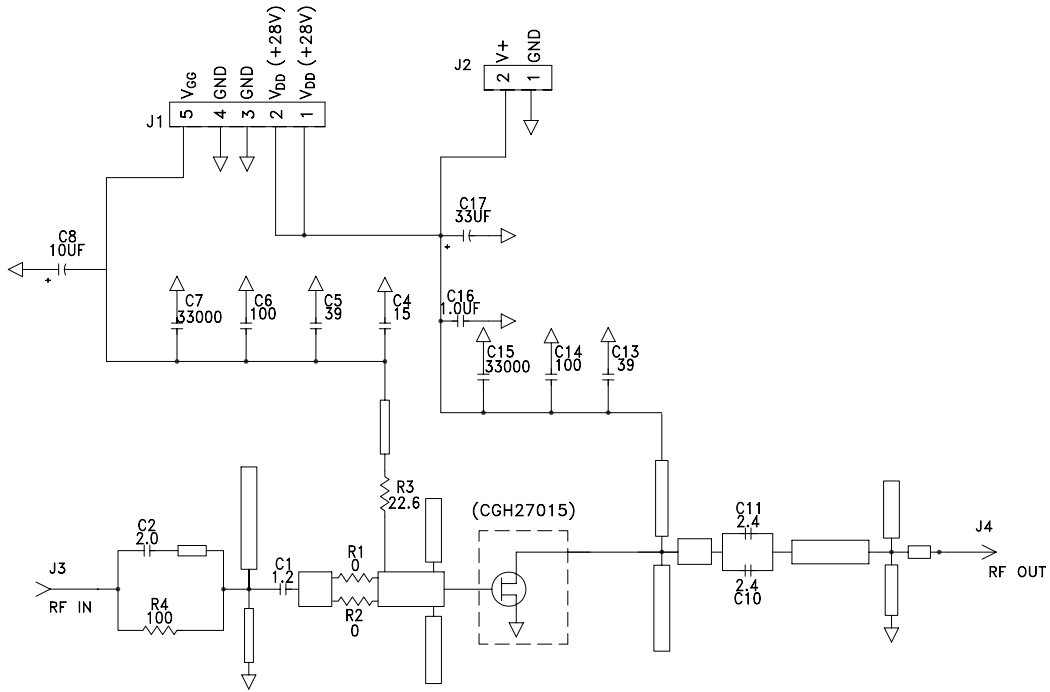 J1
5 VGG
4 GND
3 GND
2 VDD (+28V)
1 VDD (+28V)
J2
2 V+
1 GND
C8
10UF
C17
33UF
+
+
C7
33000
C6
100
C5
39
C4
15
C16
1.0UF
C15
33000
C14
100
C13
39
R3
22.6
(CGH27015)
C11
2.4
2.4
C10
J4
RF OUT
C2
2.0
J3
RF IN
R4
100
C1
1.2
R1
0
R2
0